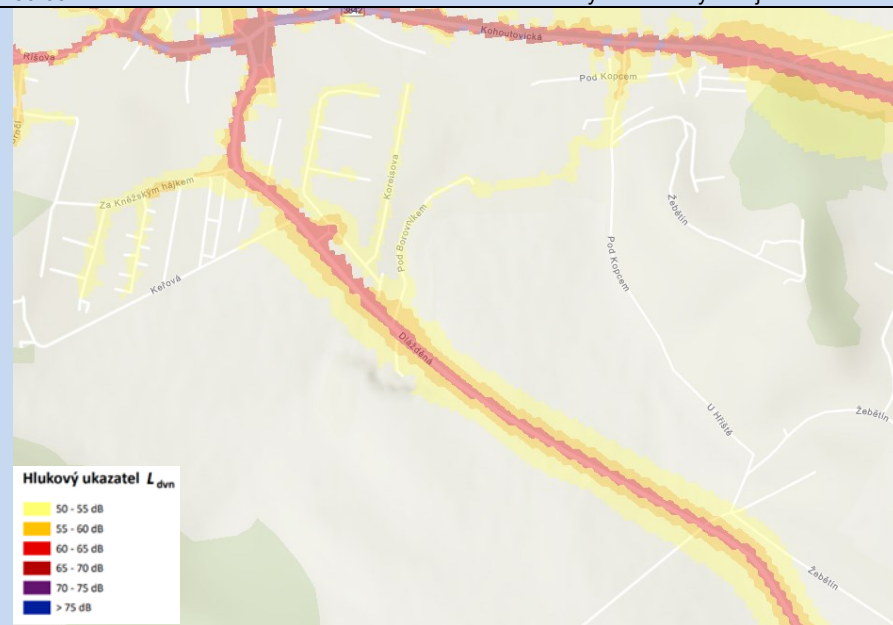 3842
Kohoutovická
Říšova
Pod Kopcem
Koreisova
Za Kněžským hájkem
Žebětín
Pod Borovníkem
Pod Kopcem
Keřová
Dlážděná
U Hřiště
Žebětín
Žebětín
Hlukový ukazatel L dvn
50 - 55 dB
55 - 60 dB
60 - 65 dB
65 - 70 dB
70 - 75 dB
> 75 dB